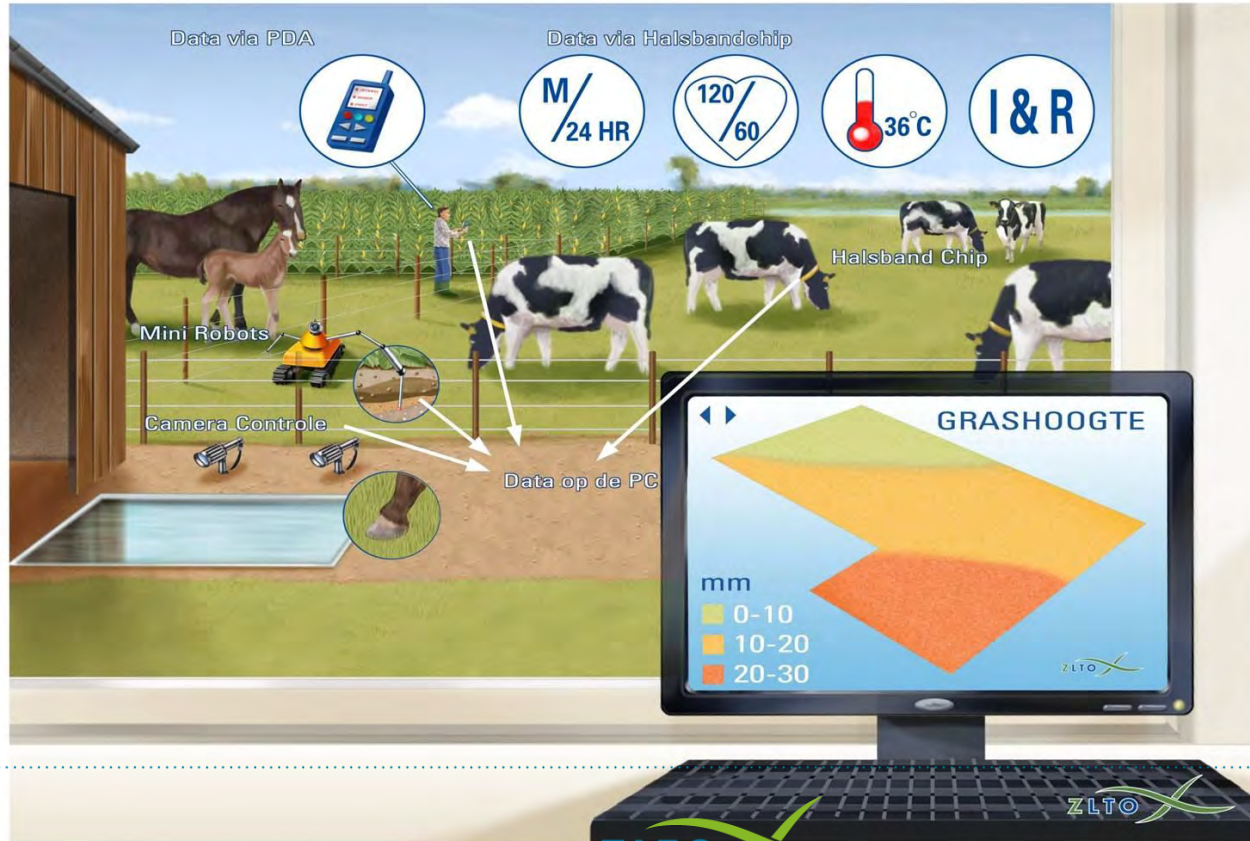 Data via PDA
Data via Halsbandchip
M/24 HR
120/60
36°C
I & R
Halsband Chip
Mini Robots
Camera Controle
Data op de PC
GRASHOOGTE
mm
0-10
10-20
20-30
ZLTO
ZLTO